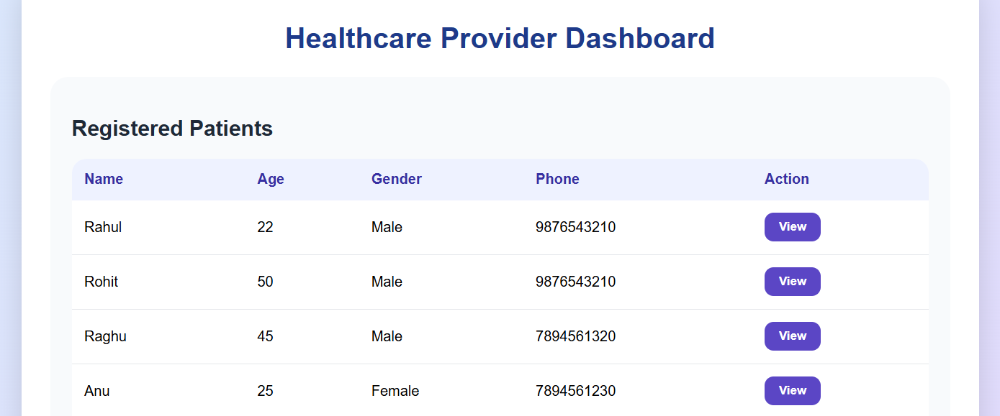 Healthcare Provider Dashboard
Registered Patients
Name Age Gender Phone Action
Rahul 22 Male 9876543210 View
Rohit 50 Male 9876543210 View
Raghu 45 Male 7894561320 View
Anu 25 Female 7894561230 View